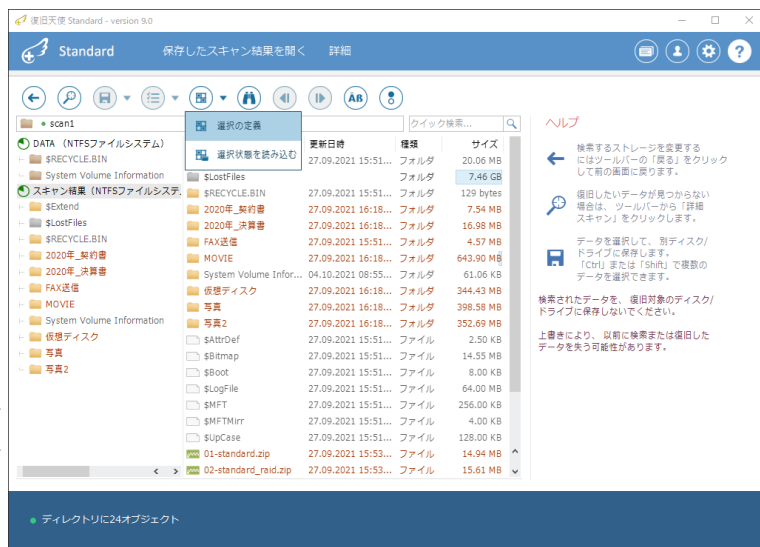 復旧天使 Standard - version 9.0
Standard
保存したスキャン結果を開く
詳細
scan1
クイック検索...
選択の定義
選択状態を読み込む
DATA （NTFSファイルシステム）
$RECYCLE.BIN
System Volume Information
スキャン結果（NTFSファイルシステ.
$Extend
$LostFiles
$RECYCLE.BIN
2020年_契約書
2020年_決算書
FAX送信
MOVIE
System Volume Information
仮想ディスク
写真
写真2
更新日時 種類 サイズ
27.09.2021 15:51... フォルダ 20.06 MB
$LostFiles フォルダ 7.46 GB
$RECYCLE.BIN 27.09.2021 15:51... フォルダ 129 bytes
2020年_契約書 27.09.2021 16:18... フォルダ 7.54 MB
2020年_決算書 27.09.2021 16:18... フォルダ 16.98 MB
FAX送信 27.09.2021 15:51... フォルダ 4.57 MB
MOVIE 27.09.2021 16:18... フォルダ 643.90 MB
System Volume Infor... 04.10.2021 08:55... フォルダ 61.06 KB
仮想ディスク 27.09.2021 16:18... フォルダ 344.43 MB
写真 27.09.2021 16:18... フォルダ 398.58 MB
写真2 27.09.2021 16:18... フォルダ 352.69 MB
$AttrDef 27.09.2021 15:51... ファイル 2.50 KB
$Bitmap 27.09.2021 15:51... ファイル 14.55 MB
$Boot 27.09.2021 15:51... ファイル 8.00 KB
$LogFile 27.09.2021 15:51... ファイル 64.00 MB
$MFT 27.09.2021 15:51... ファイル 256.00 KB
$MFTMirr 27.09.2021 15:51... ファイル 4.00 KB
$UpCase 27.09.2021 15:51... ファイル 128.00 KB
01-standard.zip 27.09.2021 15:53... ファイル 14.94 MB
02-standard_raid.zip 27.09.2021 15:53... ファイル 15.61 MB
ヘルプ
検索するストレージを変更する
にはツールバーの「戻る」をクリック
して前の画面に戻ります。
復旧したいデータが見つからない
場合は、 ツールバーから「詳細
スキャン」をクリックします。
データを選択して、 別ディスク/
ドライブに保存します。
「Ctrl」または「Shift」で複数の
データを選択できます。
検索されたデータを、 復旧対象のディスク/
ドライブに保存しないでください。
上書きにより、 以前に検索または復旧した
データを失う可能性があります。
ディレクトリに24オブジェクト